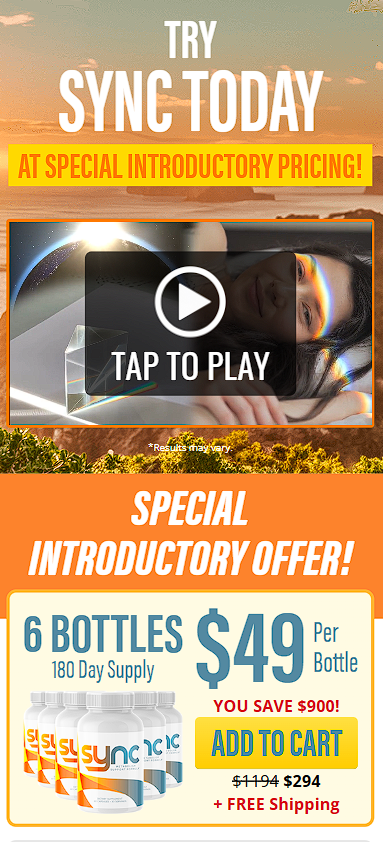 TRY
SYNC TODAY
AT SPECIAL INTRODUCTORY PRICING!
TAP TO PLAY
*Results may vary.
SPECIAL
INTRODUCTORY OFFER!
6 BOTTLES
180 Day Supply
$49 Per
Bottle
YOU SAVE $900!
sync
ADD TO CART
$1194 $294
+ FREE Shipping